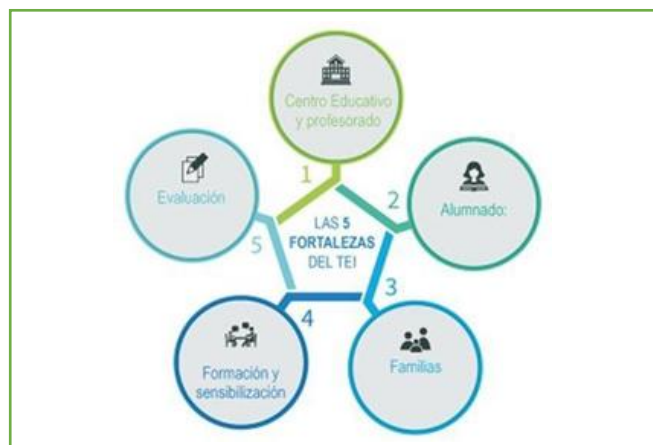 Centro Educativo
y profesorado
1
2
Alumnado:
3
Familias
4
Formación y
sensibilización
5
Evaluación
LAS 5
FORTALEZAS
DEL TEI